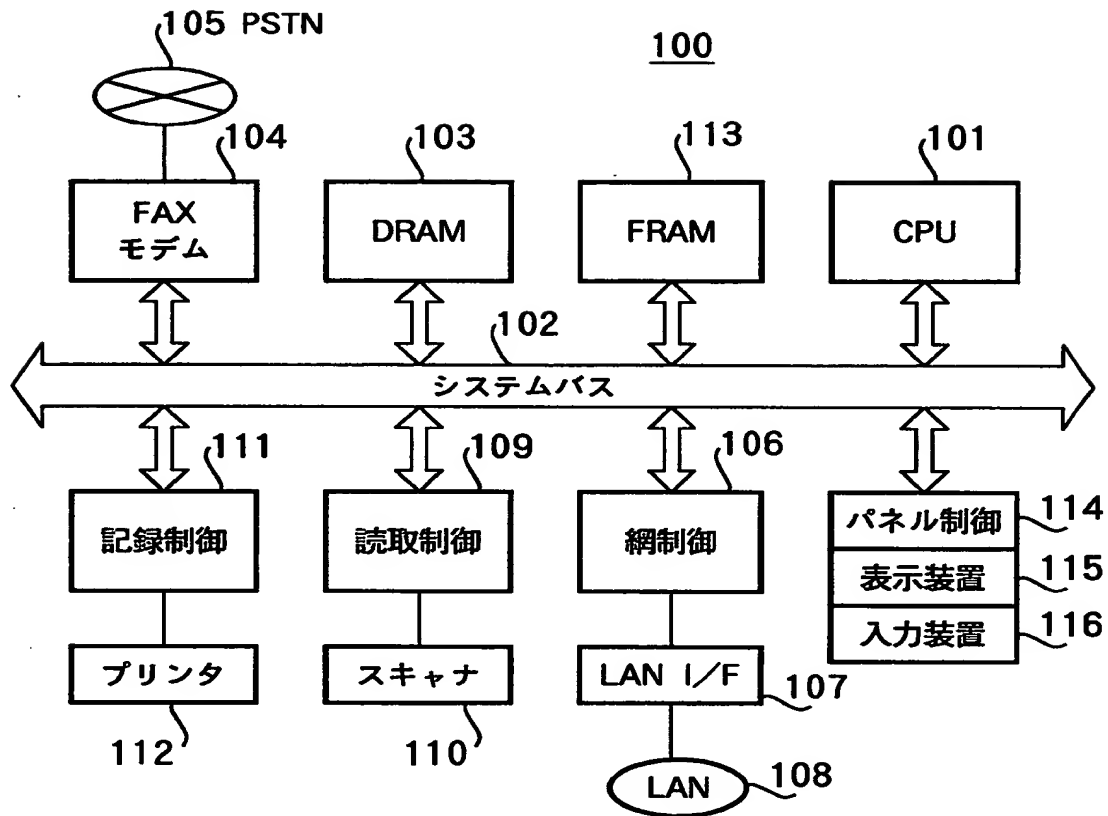 105 PSTN
100
104
103
113
101
FAX
モデム
DRAM
FRAM
CPU
102
システムバス
111
109
106
記録制御
読取制御
網制御
パネル制御
114
表示装置
115
入力装置
116
プリンタ
スキャナ
LAN I/F
107
112
110
LAN
108